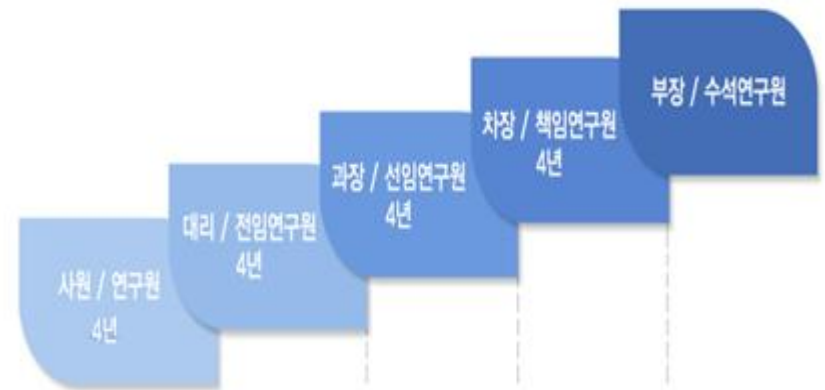 사원 / 연구원
4년
대리 / 전임연구원
4년
과장 / 선임연구원
4년
차장 / 책임연구원
4년
부장 / 수석연구원